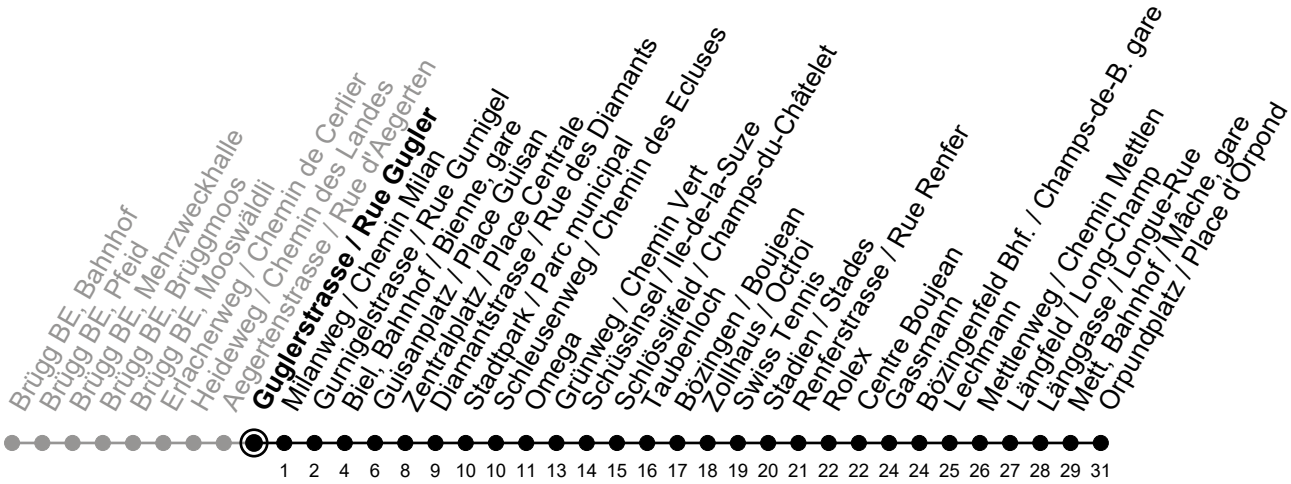 Brügg BE, Bahnhof
Brügg BE, Pfeid
Brügg BE, Mehrzweckhalle
Brügg BE, Brüggmoos
Brügg BE, Mooswäldli
Erlacherweg / Chemin de Cerlier
Heideweg / Chemin des Landes
Aegertenstrasse / Rue d'Aegerten
Guglerstrasse / Rue Gugler
Milanweg / Chemin Milan
Gurnigelstrasse / Rue Gurnigel
Biel, Bahnhof / Bienne, gare
Guisanplatz / Place Guisan
Zentralplatz / Place Centrale
Diamantstrasse / Rue des Diamants
Stadtpark / Parc municipal
Schleusenweg / Chemin des Ecluses
Omega
Grünweg / Chemin Vert
Schüssinsel / Ile-de-la-Suze
Schlösslifeld / Champs-du-Châtelet
Taubenloch
Bözingen / Boujean
Zollhaus / Octroi
Swiss Tennis
Stadien / Stades
Renferstrasse / Rue Renfer
Rolex
Centre Boujean
Gassmann
Bözingenfeld Bhf. / Champs-de-B. gare
Lechmann
Mettlenweg / Chemin Mettlen
Längfeld / Long-Champ
Länggasse / Longue-Rue
Mett, Bahnhof / Mâche, gare
Orpundplatz / Place d'Orpond
1 2 4 6 8 9 10 10 11 13 14 15 16 17 18 19 20 21 22 22 24 24 25 26 27 28 29 31